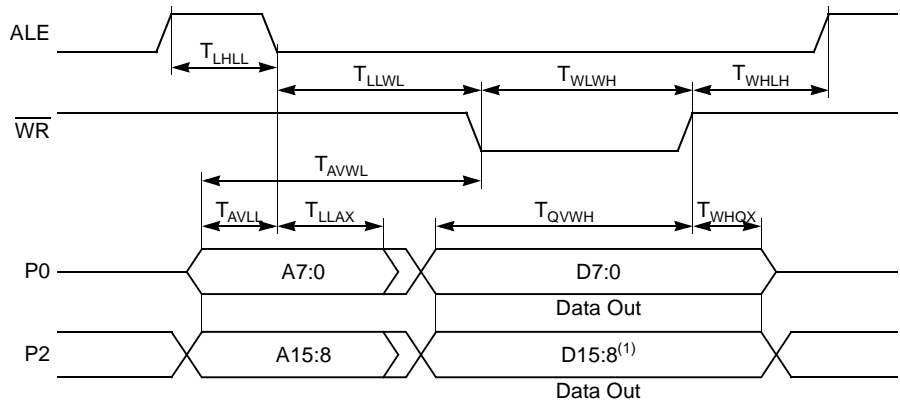 ALE
T_LHLL
T_LLWL T_WLWH T_WHLH
WR
T_AVWL
T_AVLL T_LLAX T_QVWH T_WHQX
P0 A7:0 D7:0
Data Out
P2 A15:8 D15:8(1)
Data Out